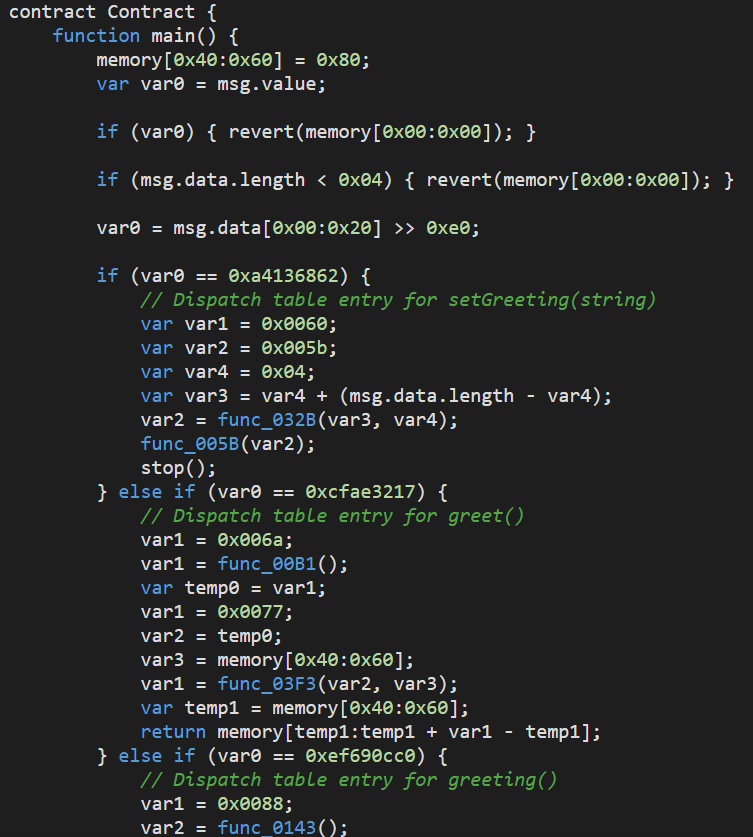 contract Contract {
    function main() {
        memory[0x40:0x60] = 0x80;
        var var0 = msg.value;

        if (var0) { revert(memory[0x00:0x00]); }

        if (msg.data.length < 0x04) { revert(memory[0x00:0x00]); }

        var0 = msg.data[0x00:0x20] >> 0xe0;

        if (var0 == 0xa4136862) {
            // Dispatch table entry for setGreeting(string)
            var var1 = 0x0060;
            var var2 = 0x005b;
            var var4 = 0x04;
            var var3 = var4 + (msg.data.length - var4);
            var2 = func_032B(var3, var4);
            func_005B(var2);
            stop();
        } else if (var0 == 0xcfae3217) {
            // Dispatch table entry for greet()
            var1 = 0x006a;
            var1 = func_00B1();
            var temp0 = var1;
            var1 = 0x0077;
            var2 = temp0;
            var3 = memory[0x40:0x60];
            var1 = func_03F3(var2, var3);
            var temp1 = memory[0x40:0x60];
            return memory[temp1:temp1 + var1 - temp1];
        } else if (var0 == 0xef690cc0) {
            // Dispatch table entry for greeting()
            var1 = 0x0088;
            var2 = func_0143();